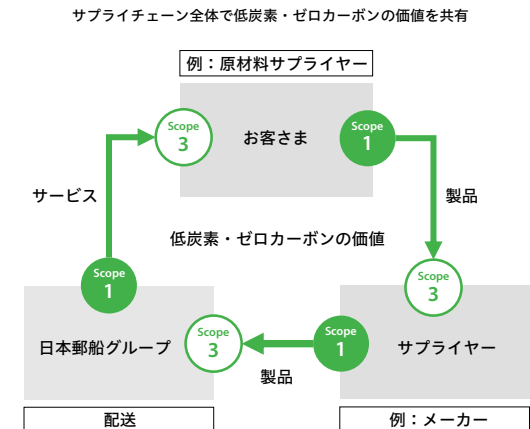 サプライチェーン全体で低炭素・ゼロカーボンの価値を共有
例：原材料サプライヤー
Scope
3
お客さま
Scope
1
サービス
製品
低炭素・ゼロカーボンの価値
Scope
1
Scope
3
日本郵船グループ
Scope
3
Scope
1
サプライヤー
製品
配送
例：メーカー